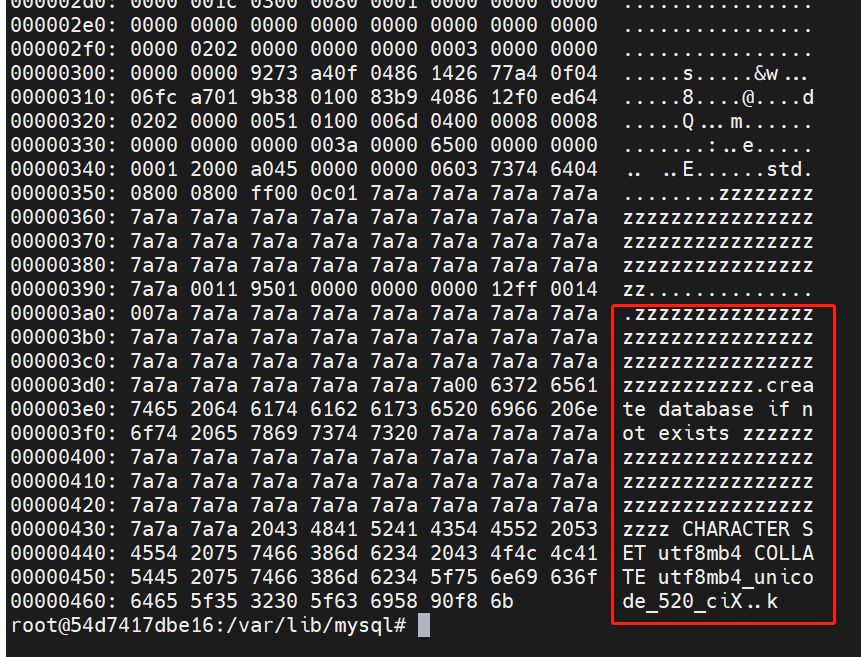 000002d0: 0000 001c 0300 0080 0001 0000 0000 0000  ................
000002e0: 0000 0000 0000 0000 0000 0000 0000 0000  ................
000002f0: 0000 0202 0000 0000 0000 0003 0000 0000  ................
00000300: 0000 0000 9273 a40f 0486 1426 77a4 0f04  .....s.....&w...
00000310: 06fc a701 9b38 0100 83b9 4086 12f0 ed64  .....8....@....d
00000320: 0202 0000 0051 0100 006d 0400 0008 0008  .....Q...m......
00000330: 0000 0000 0000 003a 0000 6500 0000 0000  .......:..e.....
00000340: 0001 2000 a045 0000 0000 0603 7374 6404  .. ..E......std.
00000350: 0800 0800 ff00 0c01 7a7a 7a7a 7a7a 7a7a  ........zzzzzzzz
00000360: 7a7a 7a7a 7a7a 7a7a 7a7a 7a7a 7a7a 7a7a  zzzzzzzzzzzzzzzz
00000370: 7a7a 7a7a 7a7a 7a7a 7a7a 7a7a 7a7a 7a7a  zzzzzzzzzzzzzzzz
00000380: 7a7a 7a7a 7a7a 7a7a 7a7a 7a7a 7a7a 7a7a  zzzzzzzzzzzzzzzz
00000390: 7a7a 0011 9501 0000 0000 0000 12ff 0014  zz..............
000003a0: 007a 7a7a 7a7a 7a7a 7a7a 7a7a 7a7a 7a7a  .zzzzzzzzzzzzzzz
000003b0: 7a7a 7a7a 7a7a 7a7a 7a7a 7a7a 7a7a 7a7a  zzzzzzzzzzzzzzzz
000003c0: 7a7a 7a7a 7a7a 7a7a 7a7a 7a7a 7a7a 7a7a  zzzzzzzzzzzzzzzz
000003d0: 7a7a 7a7a 7a7a 7a7a 7a7a 7a00 6372 6561  zzzzzzzzzzz.crea
000003e0: 7465 2064 6174 6162 6173 6520 6966 206e  te database if n
000003f0: 6f74 2065 7869 7374 7320 7a7a 7a7a 7a7a  ot exists zzzzzz
00000400: 7a7a 7a7a 7a7a 7a7a 7a7a 7a7a 7a7a 7a7a  zzzzzzzzzzzzzzzz
00000410: 7a7a 7a7a 7a7a 7a7a 7a7a 7a7a 7a7a 7a7a  zzzzzzzzzzzzzzzz
00000420: 7a7a 7a7a 7a7a 7a7a 7a7a 7a7a 7a7a 7a7a  zzzzzzzzzzzzzzzz
00000430: 7a7a 7a7a 2043 4841 5241 4354 4552 2053  zzzz CHARACTER S
00000440: 4554 2075 7466 386d 6234 2043 4f4c 4c41  ET utf8mb4 COLLA
00000450: 5445 2075 7466 386d 6234 5f75 6e69 636f  TE utf8mb4_unico
00000460: 6465 5f35 3230 5f63 6958 90f8 6b  de_520_ciX..k
root@54d7417dbe16:/var/lib/mysql#